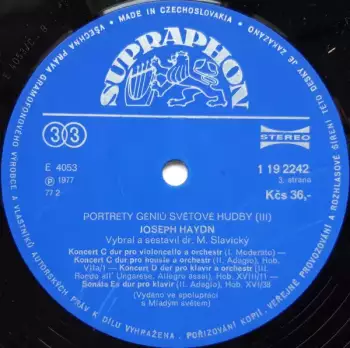 • MADE IN CZECHOSLOVAKIA •
VŠECHNA PRÁVA GRAMOFONOVÉHO VÝROBCE A VLASTNÍKŮ AUTORSKÝCH PRÁV K DÍLU VYHRAŽENA. POŘIZOVÁNÍ KOPIÍ, VEŘEJNÉ PROVOZOVÁNÍ A ROZHLASOVÉ ŠÍŘENÍ TÉTO DESKY JE ZAKÁZÁNO
SUPRAPHON
33
STEREO
E 4053
℗ 1977
77 2
1 19 2242
3. strana
Kčs 36,-
PORTRÉTY GÉNIŮ SVĚTOVÉ HUDBY (III)
JOSEPH HAYDN
Vybral a sestavil dr. M. Slavický
Koncert C dur pro violoncello a orchestr (I. Moderato) -
Koncert C dur pro housle a orchestr (II. Adagio), Hob.
VIIa/1 - Koncert D dur pro klavír a orchestr (III.
Rondo all' Ungarese. Allegro assai), Hob. XVIII/11 -
Sonáta Es dur pro klavír (II. Adagio), Hob. XVI/38
(Vydáno ve spolupráci
s Mladým světem)